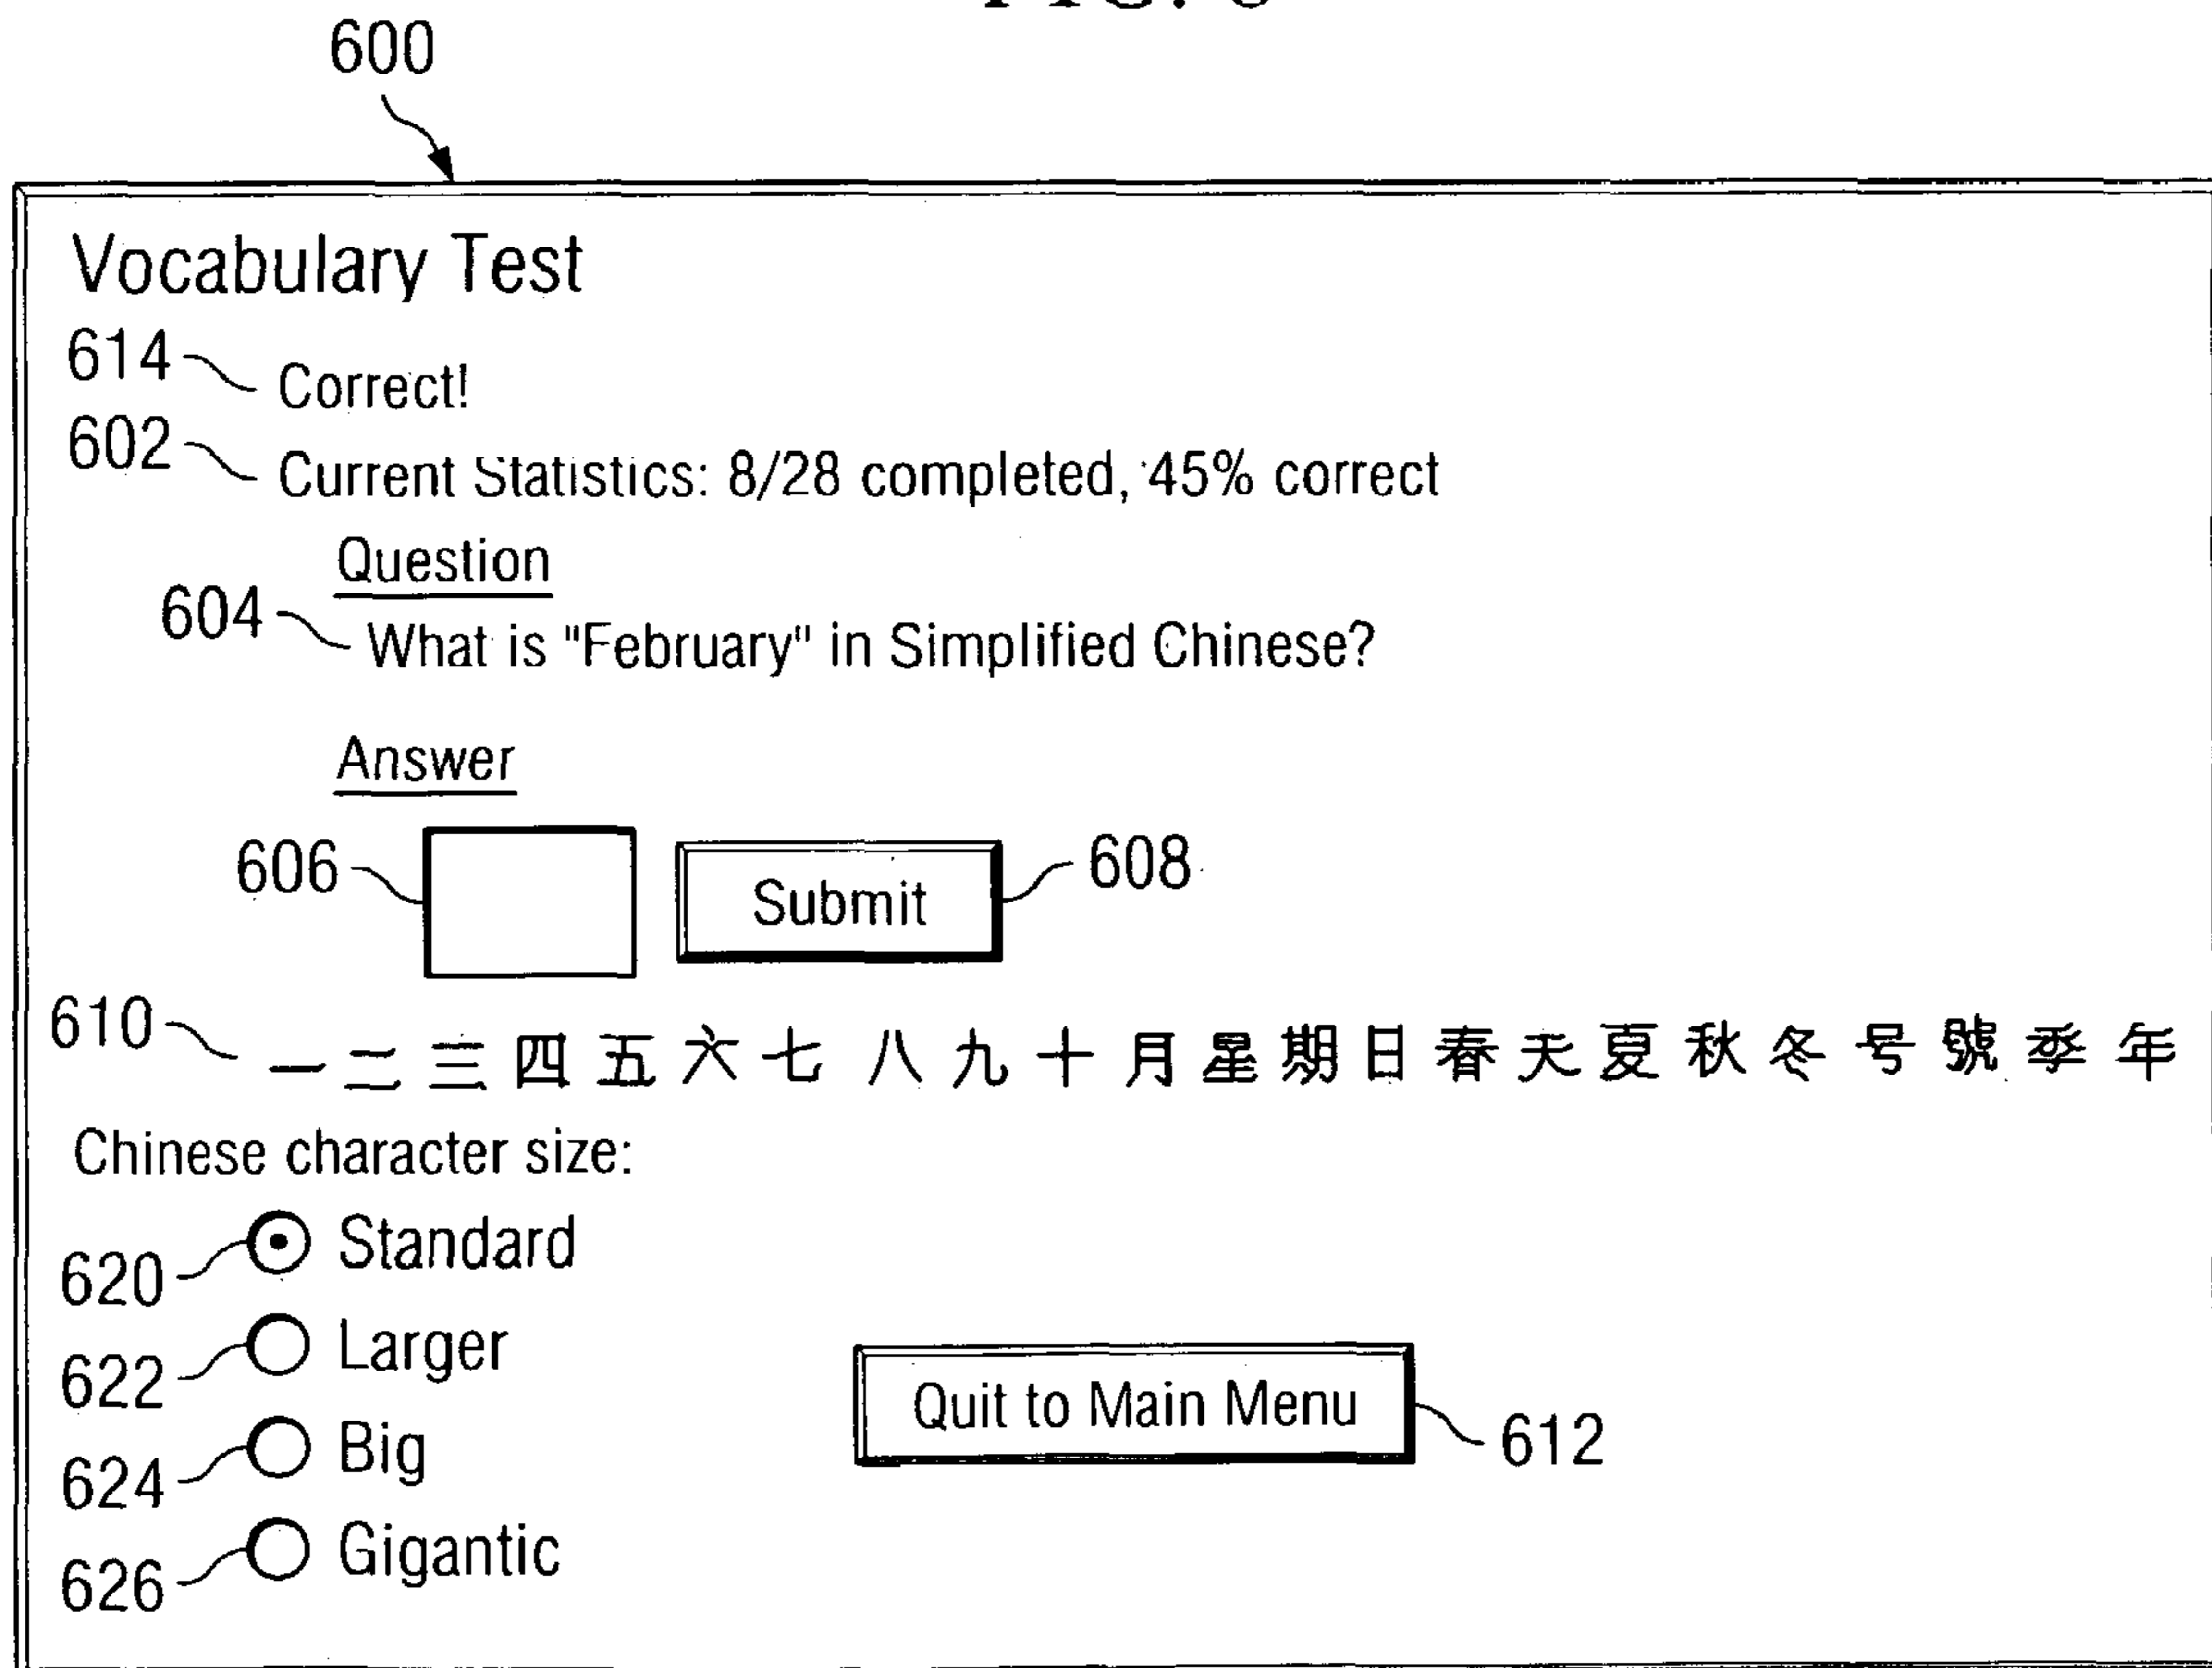 600
Vocabulary Test
614 Correct!
602 Current Statistics: 8/28 completed, 45% correct
Question
604 What is "February" in Simplified Chinese?
Answer
606 Submit 608
610 一 二 三 四 五 六 七 八 九 十 月 星 期 日 春 天 夏 秋 冬 号 號 季 年
Chinese character size:
620 Standard
622 Larger
624 Big
626 Gigantic
Quit to Main Menu 612